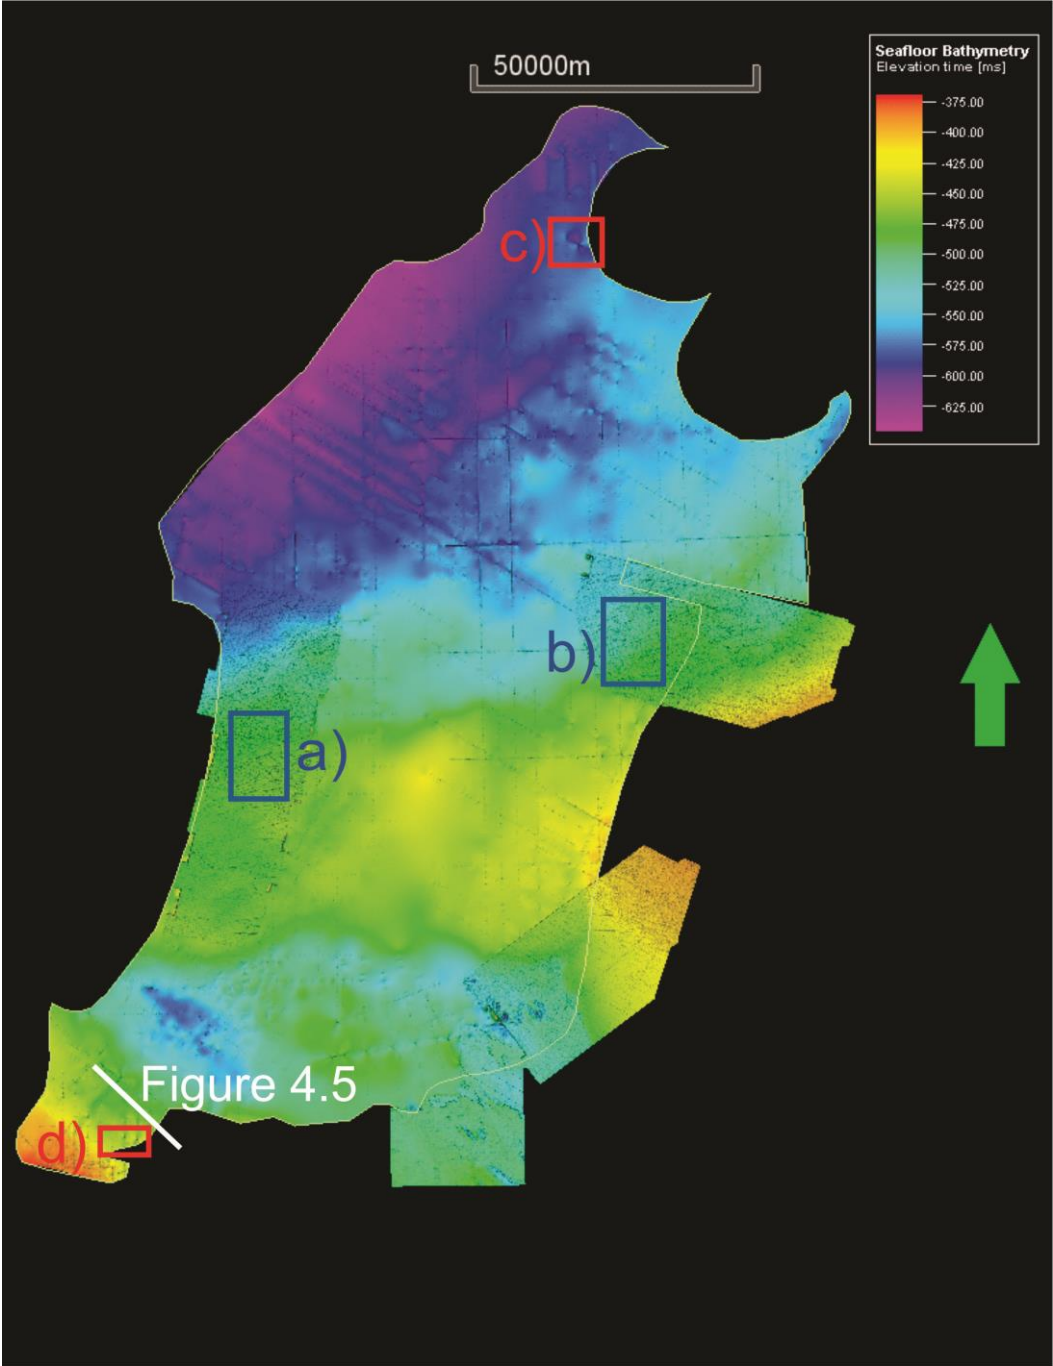 50000m
Seafloor Bathymetry
Elevation time [ms]
-375.00
-400.00
-425.00
-450.00
-475.00
-500.00
-525.00
-550.00
-575.00
-600.00
-625.00
c)
b)
a)
Figure 4.5
d)